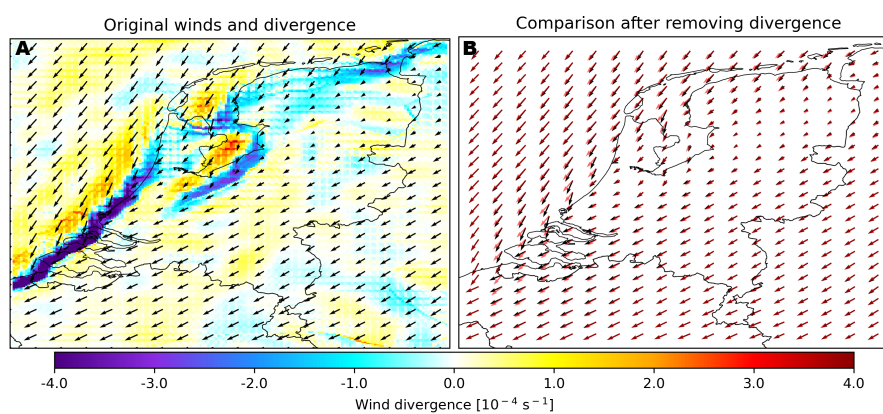 Original winds and divergence
Comparison after removing divergence
A
B
-4.0 -3.0 -2.0 -1.0 0.0 1.0 2.0 3.0 4.0
Wind divergence [10⁻⁴ s⁻¹]